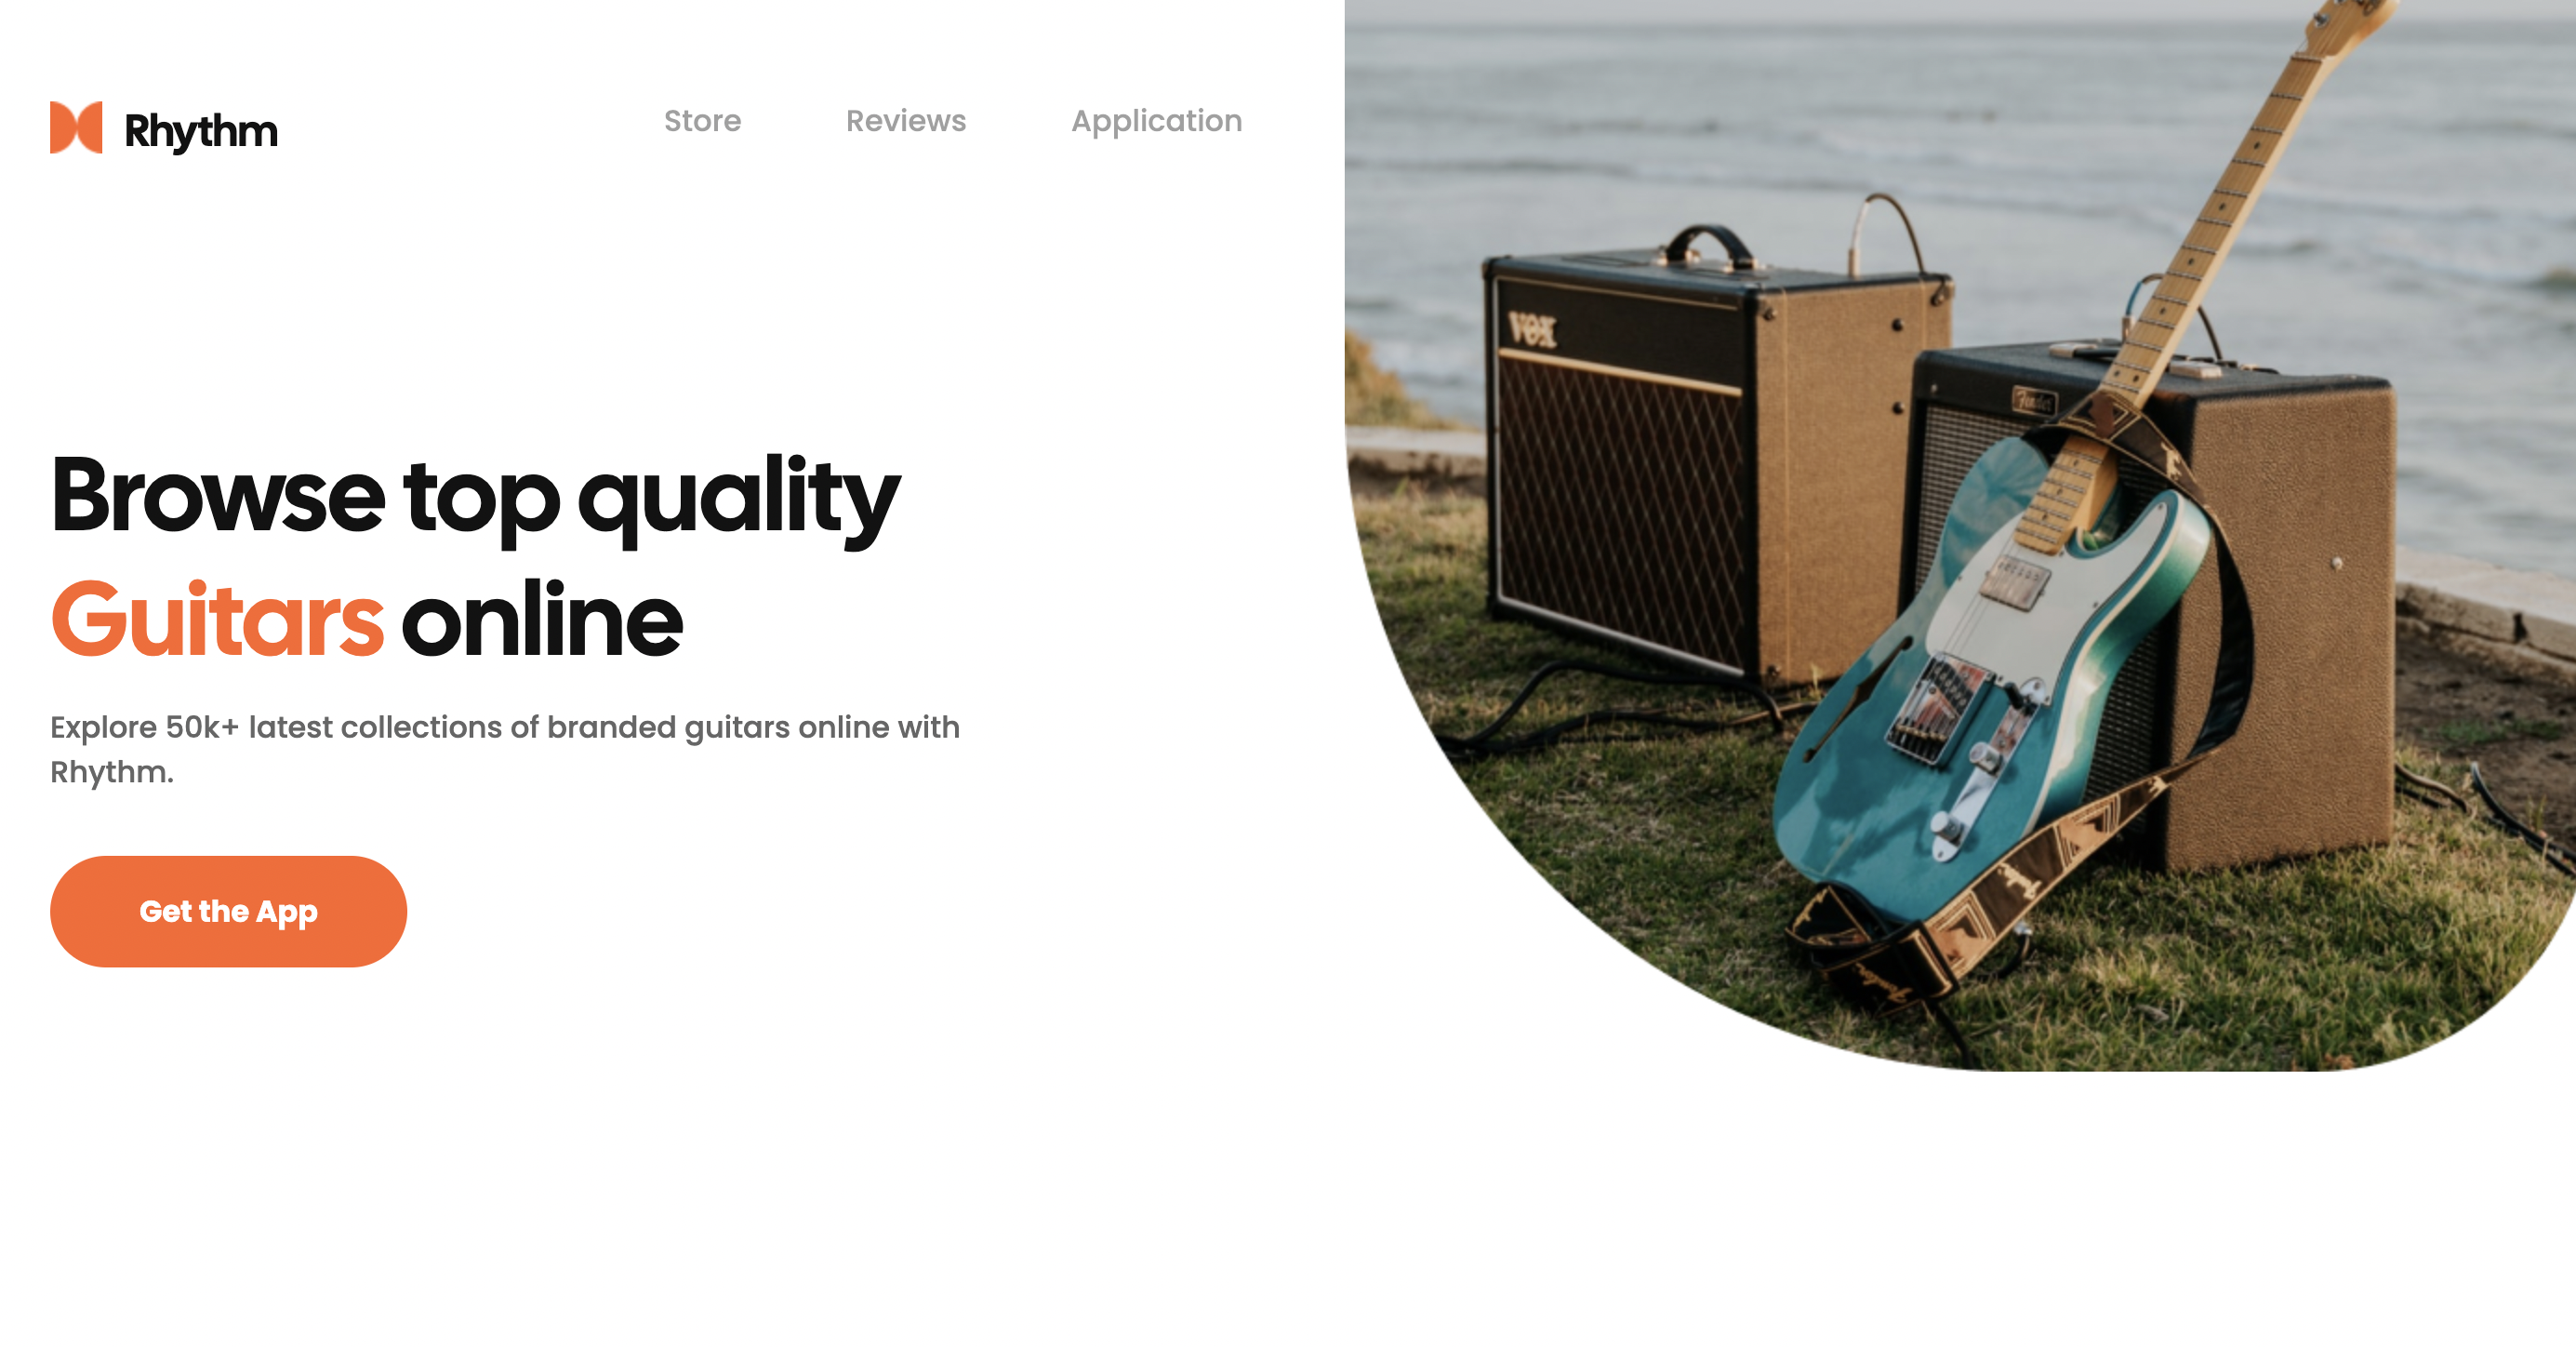 Rhythm
Store
Reviews
Application
Browse top quality
Guitars online
Explore 50k+ latest collections of branded guitars online with
Rhythm.
Get the App
VOX
Fender
Fender